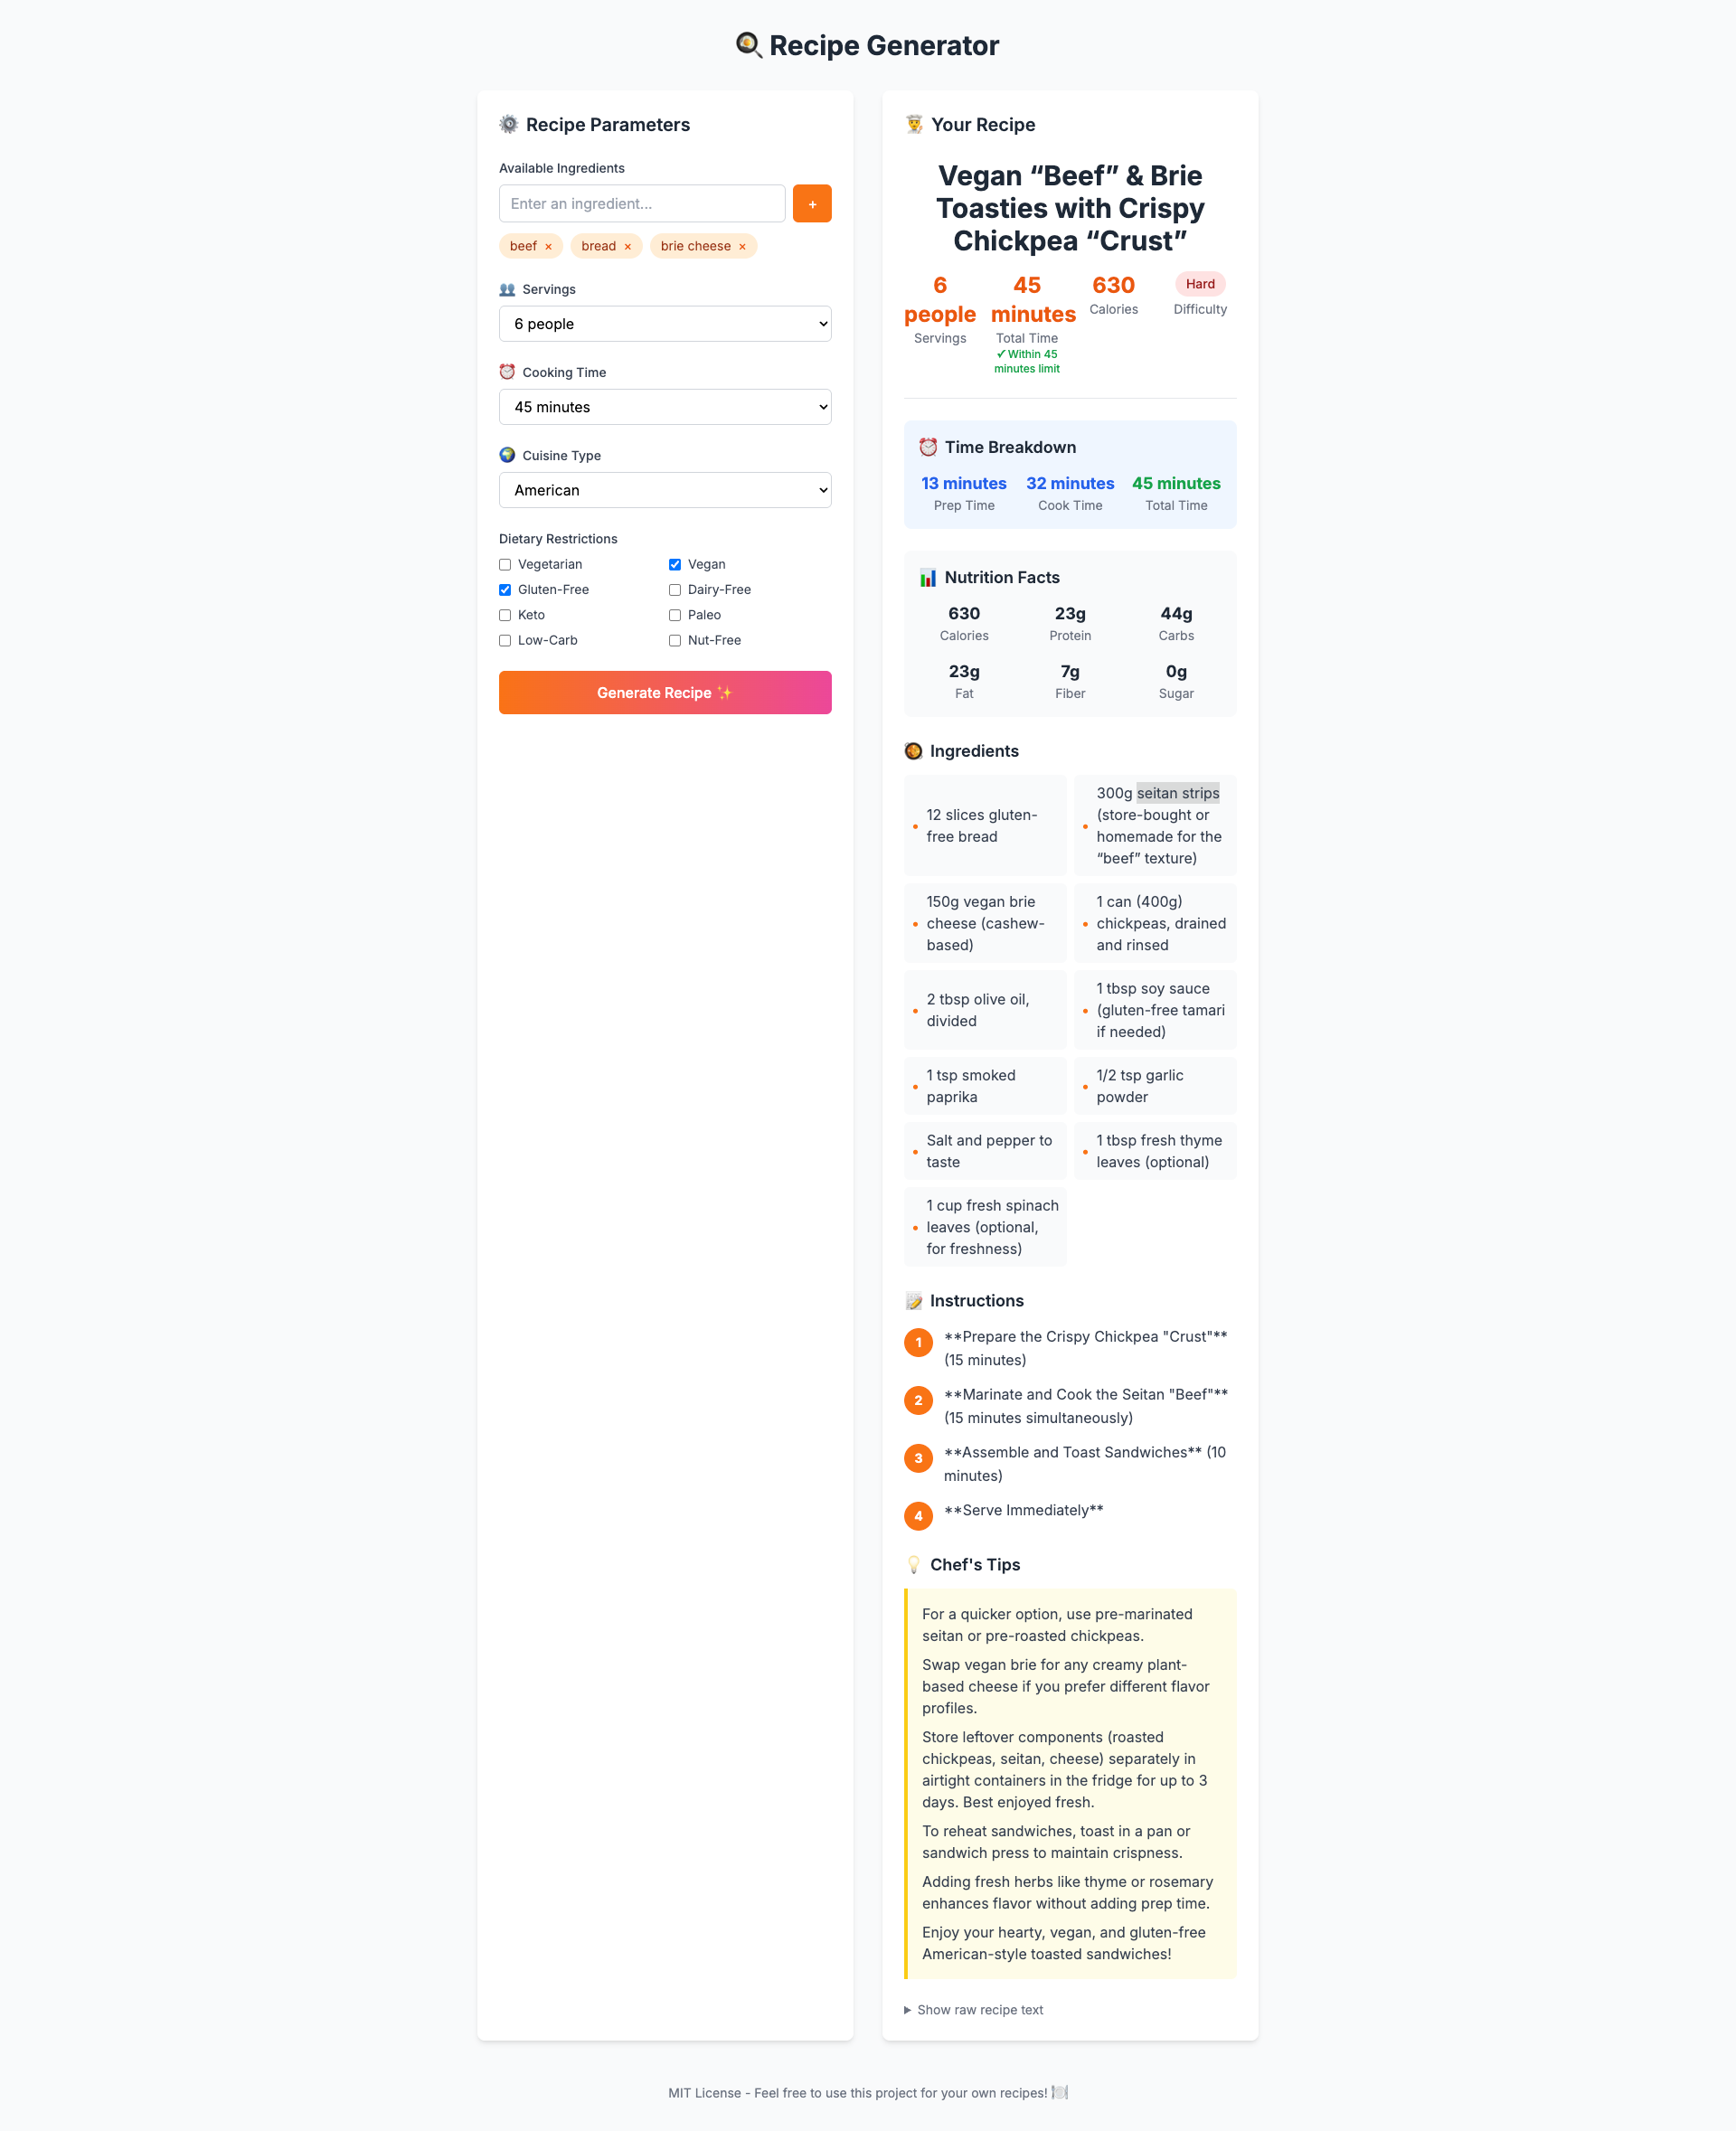 Recipe Generator
Recipe Parameters
Available Ingredients
Enter an ingredient...
+
beef × bread × brie cheese ×
Servings
6 people
Cooking Time
45 minutes
Cuisine Type
American
Dietary Restrictions
Vegetarian
Vegan
Gluten-Free
Dairy-Free
Keto
Paleo
Low-Carb
Nut-Free
Generate Recipe ✨
Your Recipe
Vegan “Beef” & Brie
Toasties with Crispy
Chickpea “Crust”
6
people
Servings
45
minutes
Total Time
✓ Within 45
minutes limit
630
Calories
Hard
Difficulty
Time Breakdown
13 minutes
Prep Time
32 minutes
Cook Time
45 minutes
Total Time
Nutrition Facts
630
Calories
23g
Protein
44g
Carbs
23g
Fat
7g
Fiber
0g
Sugar
Ingredients
12 slices gluten-
free bread
300g seitan strips
(store-bought or
homemade for the
“beef” texture)
150g vegan brie
cheese (cashew-
based)
1 can (400g)
chickpeas, drained
and rinsed
2 tbsp olive oil,
divided
1 tbsp soy sauce
(gluten-free tamari
if needed)
1 tsp smoked
paprika
1/2 tsp garlic
powder
Salt and pepper to
taste
1 tbsp fresh thyme
leaves (optional)
1 cup fresh spinach
leaves (optional,
for freshness)
Instructions
1
**Prepare the Crispy Chickpea "Crust"**
(15 minutes)
2
**Marinate and Cook the Seitan "Beef"**
(15 minutes simultaneously)
3
**Assemble and Toast Sandwiches** (10
minutes)
4
**Serve Immediately**
Chef's Tips
For a quicker option, use pre-marinated
seitan or pre-roasted chickpeas.
Swap vegan brie for any creamy plant-
based cheese if you prefer different flavor
profiles.
Store leftover components (roasted
chickpeas, seitan, cheese) separately in
airtight containers in the fridge for up to 3
days. Best enjoyed fresh.
To reheat sandwiches, toast in a pan or
sandwich press to maintain crispness.
Adding fresh herbs like thyme or rosemary
enhances flavor without adding prep time.
Enjoy your hearty, vegan, and gluten-free
American-style toasted sandwiches!
▶ Show raw recipe text
MIT License - Feel free to use this project for your own recipes! 🍽️